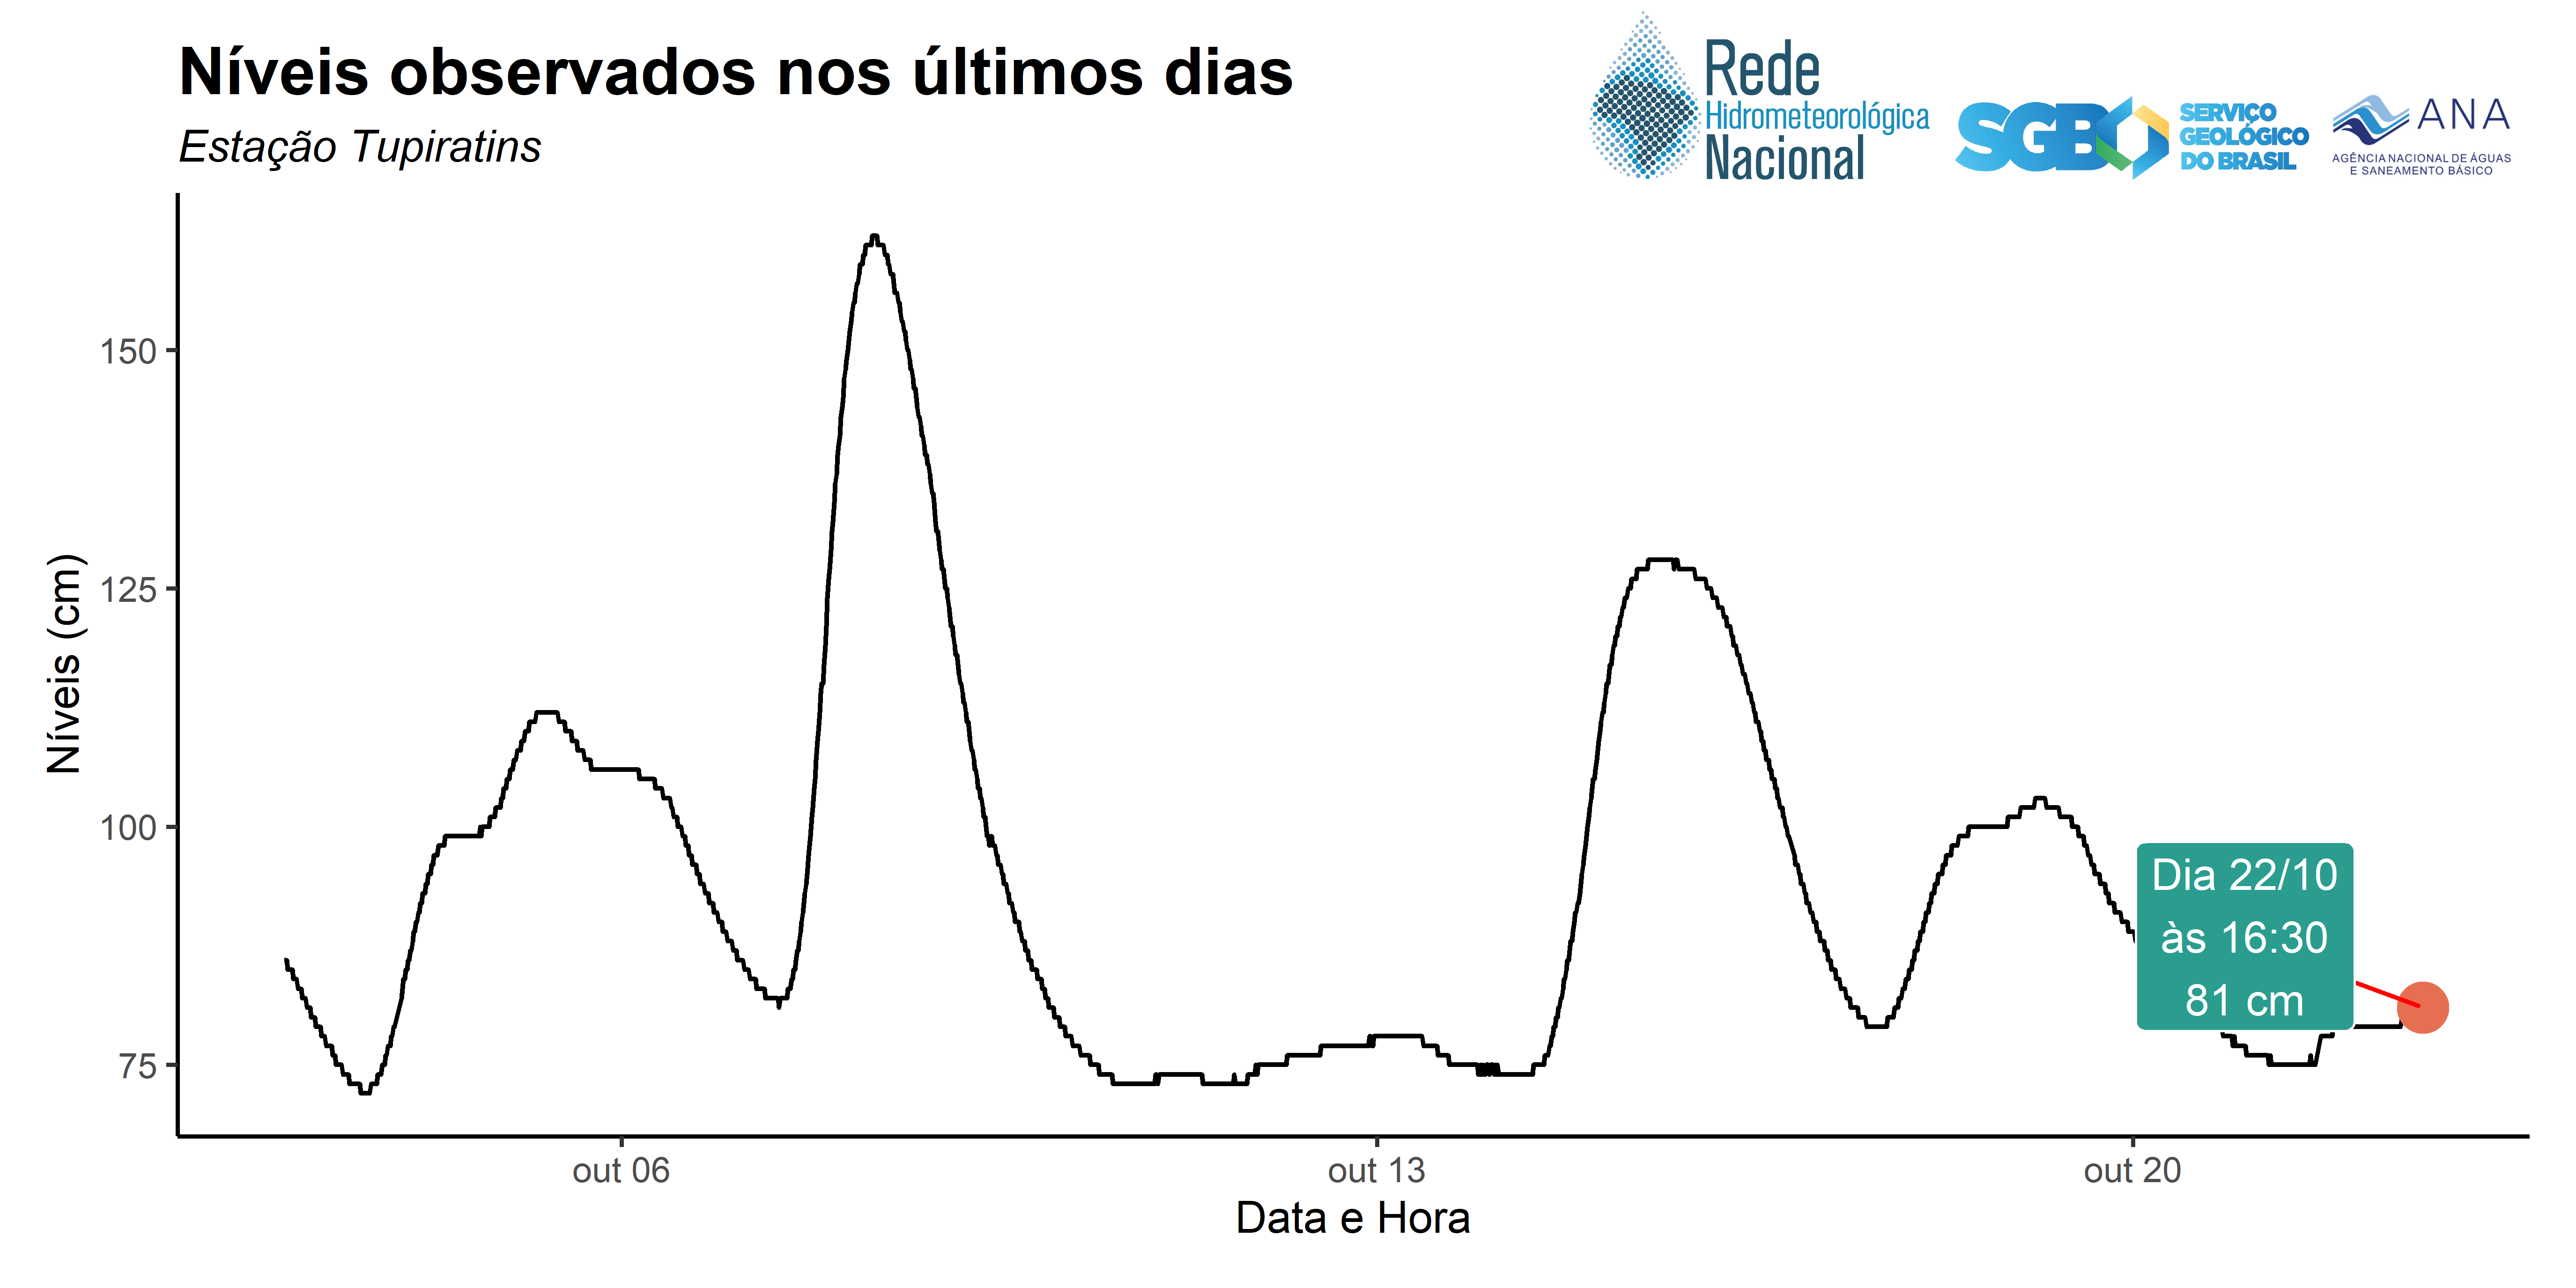 Níveis observados nos últimos dias
Estação Tupiratins
Rede
Hidrometeorológica
Nacional
SGB
SERVIÇO
GEOLÓGICO
DO BRASIL
ANA
AGÊNCIA NACIONAL DE ÁGUAS
E SANEAMENTO BÁSICO
Níveis (cm)
150
125
100
75
Dia 22/10
às 16:30
81 cm
out 06
out 13
out 20
Data e Hora